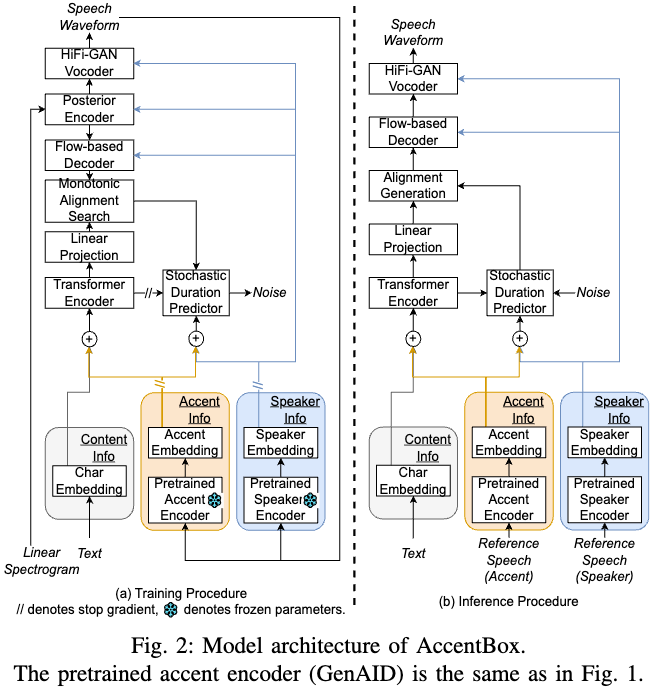 Speech
Waveform
HiFi-GAN
Vocoder
Posterior
Encoder
Flow-based
Decoder
Monotonic
Alignment
Search
Linear
Projection
Transformer
Encoder
//
Stochastic
Duration
Predictor
Noise
+
+
//
//
Content
Info
Char
Embedding
Accent
Info
Accent
Embedding
Pretrained
Accent
Encoder
Speaker
Info
Speaker
Embedding
Pretrained
Speaker
Encoder
Linear
Spectrogram
Text
(a) Training Procedure
// denotes stop gradient, denotes frozen parameters.
Speech
Waveform
HiFi-GAN
Vocoder
Flow-based
Decoder
Alignment
Generation
Linear
Projection
Transformer
Encoder
Stochastic
Duration
Predictor
Noise
+
+
Content
Info
Char
Embedding
Accent
Info
Accent
Embedding
Pretrained
Accent
Encoder
Speaker
Info
Speaker
Embedding
Pretrained
Speaker
Encoder
Text
Reference
Speech
(Accent)
Reference
Speech
(Speaker)
(b) Inference Procedure
Fig. 2: Model architecture of AccentBox.
The pretrained accent encoder (GenAID) is the same as in Fig. 1.